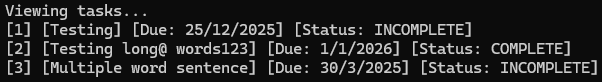 Viewing tasks...
[1] [Testing] [Due: 25/12/2025] [Status: INCOMPLETE]
[2] [Testing long@ words123] [Due: 1/1/2026] [Status: COMPLETE]
[3] [Multiple word sentence] [Due: 30/3/2025] [Status: INCOMPLETE]